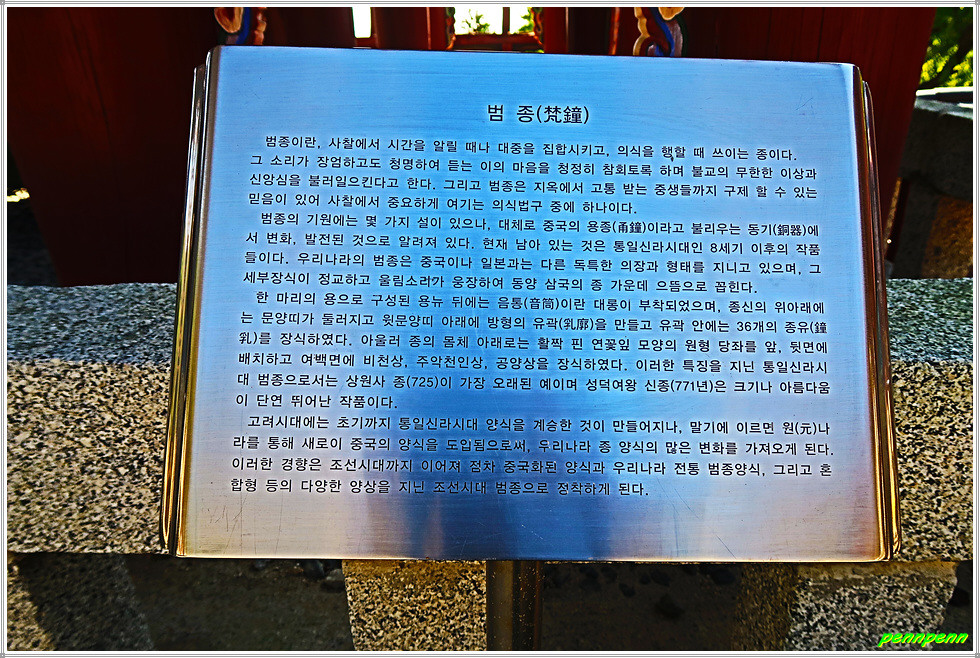 범 종(梵鐘)
범종이란, 사찰에서 시간을 알릴 때나 대중을 집합시키고, 의식을 행할 때 쓰이는 종이다.
그 소리가 장엄하고도 청명하여 듣는 이의 마음을 청정히 참회토록 하며 불교의 무한한 이상과
신앙심을 불러일으킨다고 한다. 그리고 범종은 지옥에서 고통 받는 중생들까지 구제 할 수 있는
믿음이 있어 사찰에서 중요하게 여기는 의식법구 중에 하나이다.
범종의 기원에는 몇 가지 설이 있으나, 대체로 중국의 용종(甬鐘)이라고 불리우는 동기(銅器)에
서 변화, 발전된 것으로 알려져 있다. 현재 남아 있는 것은 통일신라시대인 8세기 이후의 작품
들이다. 우리나라의 범종은 중국이나 일본과는 다른 독특한 의장과 형태를 지니고 있으며, 그
세부장식이 정교하고 울림소리가 웅장하여 동양 삼국의 종 가운데 으뜸으로 꼽힌다.
한 마리의 용으로 구성된 용뉴 뒤에는 음통(音筒)이란 대롱이 부착되었으며, 종신의 위아래에
는 문양띠가 둘러지고 윗문양띠 아래에 방형의 유곽(乳廓)을 만들고 유곽 안에는 36개의 종유(鐘
乳)를 장식하였다. 아울러 종의 몸체 아래로는 활짝 핀 연꽃잎 모양의 원형 당좌를 앞, 뒷면에
배치하고 여백면에 비천상, 주악천인상, 공양상을 장식하였다. 이러한 특징을 지닌 통일신라시
대 범종으로서는 상원사 종(725)이 가장 오래된 예이며 성덕여왕 신종(771년)은 크기나 아름다움
이 단연 뛰어난 작품이다.
고려시대에는 초기까지 통일신라시대 양식을 계승한 것이 만들어지나, 말기에 이르면 원(元)나
라를 통해 새로이 중국의 양식을 도입됨으로써, 우리나라 종 양식의 많은 변화를 가져오게 된다.
이러한 경향은 조선시대까지 이어져 점차 중국화된 양식과 우리나라 전통 범종양식, 그리고 혼
합형 등의 다양한 양상을 지닌 조선시대 범종으로 정착하게 된다.
pennpenn